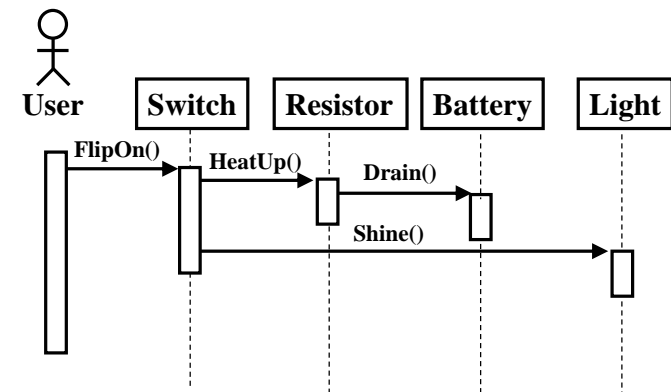 User Switch Resistor Battery Light
FlipOn()
HeatUp()
Drain()
Shine()